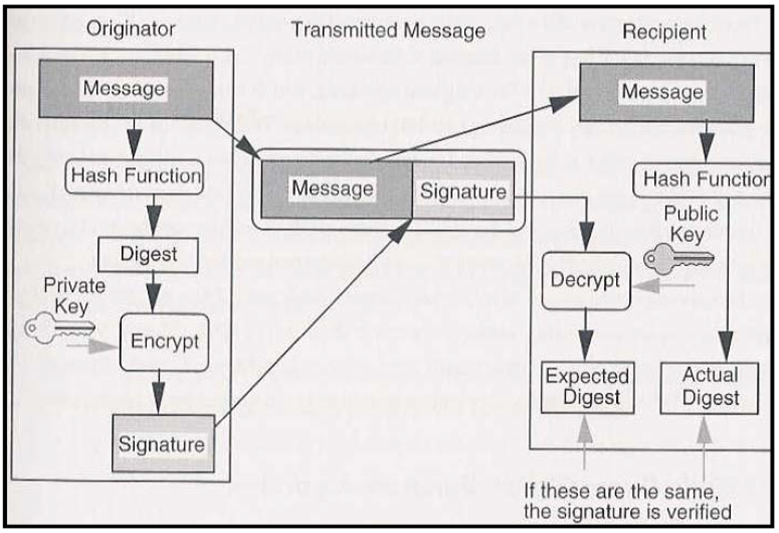 Originator
Transmitted Message
Recipient
Message
Hash Function
Digest
Private
Key
Encrypt
Signature
Message
Signature
Message
Hash Function
Public
Key
Decrypt
Expected
Digest
Actual
Digest
If these are the same,
the signature is verified